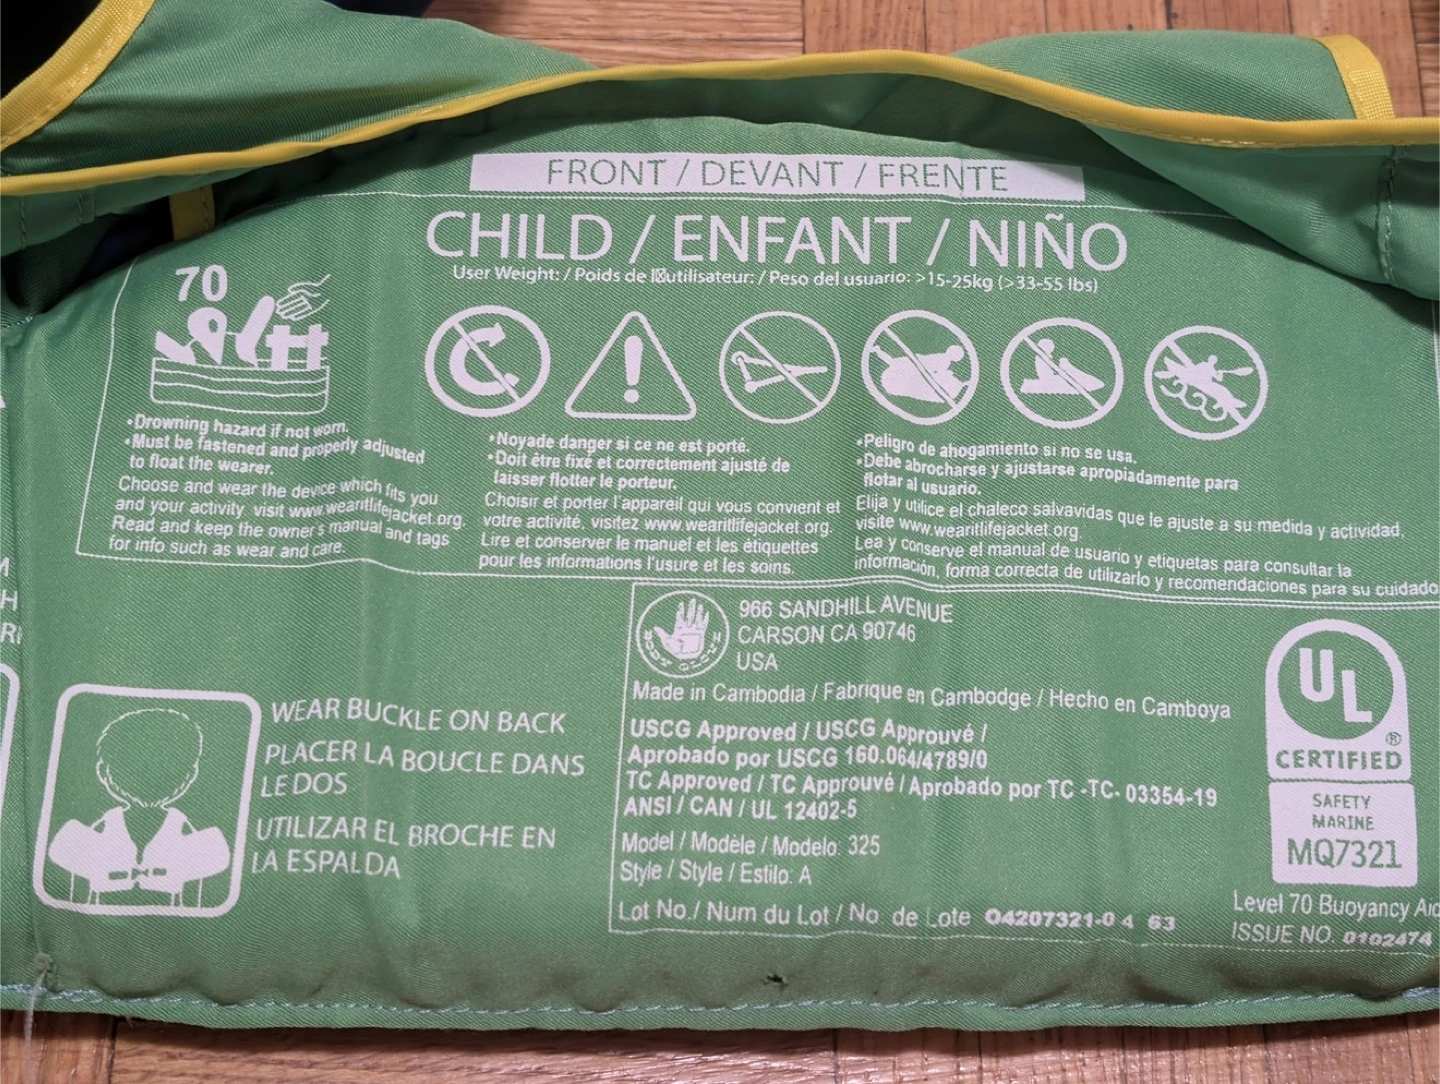 FRONT / DEVANT / FRENTE
CHILD / ENFANT / NIÑO
User Weight: / Poids de l☒utilisateur: / Peso del usuario: >15-25kg (>33-55 lbs)
70
•Drowning hazard if not worn.
•Must be fastened and properly adjusted
to float the wearer.
Choose and wear the device which fits you
and your activity, visit www.wearitlifejacket.org.
Read and keep the owner's manual and tags
for info such as wear and care.
•Noyade danger si ce ne est porté.
•Doit être fixé et correctement ajusté de
laisser flotter le porteur.
Choisir et porter l'appareil qui vous convient et
votre activité, visitez www.wearitlifejacket.org.
Lire et conserver le manuel et les étiquettes
pour les informations l'usure et les soins.
•Peligro de ahogamiento si no se usa.
•Debe abrocharse y ajustarse apropiadamente para
flotar al usuario.
Elija y utilice el chaleco salvavidas que le ajuste a su medida y actividad,
visite www.wearitlifejacket.org.
Lea y conserve el manual de usuario y etiquetas para consultar la
información, forma correcta de utilizarlo y recomendaciones para su cuidado
WEAR BUCKLE ON BACK
PLACER LA BOUCLE DANS
LE DOS
UTILIZAR EL BROCHE EN
LA ESPALDA
BODY GLOVE
966 SANDHILL AVENUE
CARSON CA 90746
USA
Made in Cambodia / Fabrique en Cambodge / Hecho en Camboya
USCG Approved / USCG Approuvé /
Aprobado por USCG 160.064/4789/0
TC Approved / TC Approuvé / Aprobado por TC -TC- 03354-19
ANSI / CAN / UL 12402-5
Model / Modèle / Modelo: 325
Style / Style / Estilo: A
Lot No./ Num du Lot / No de Lote 04207321-0 4 63
UL
®
CERTIFIED
SAFETY
MARINE
MQ7321
Level 70 Buoyancy Aid
ISSUE NO. 0102474